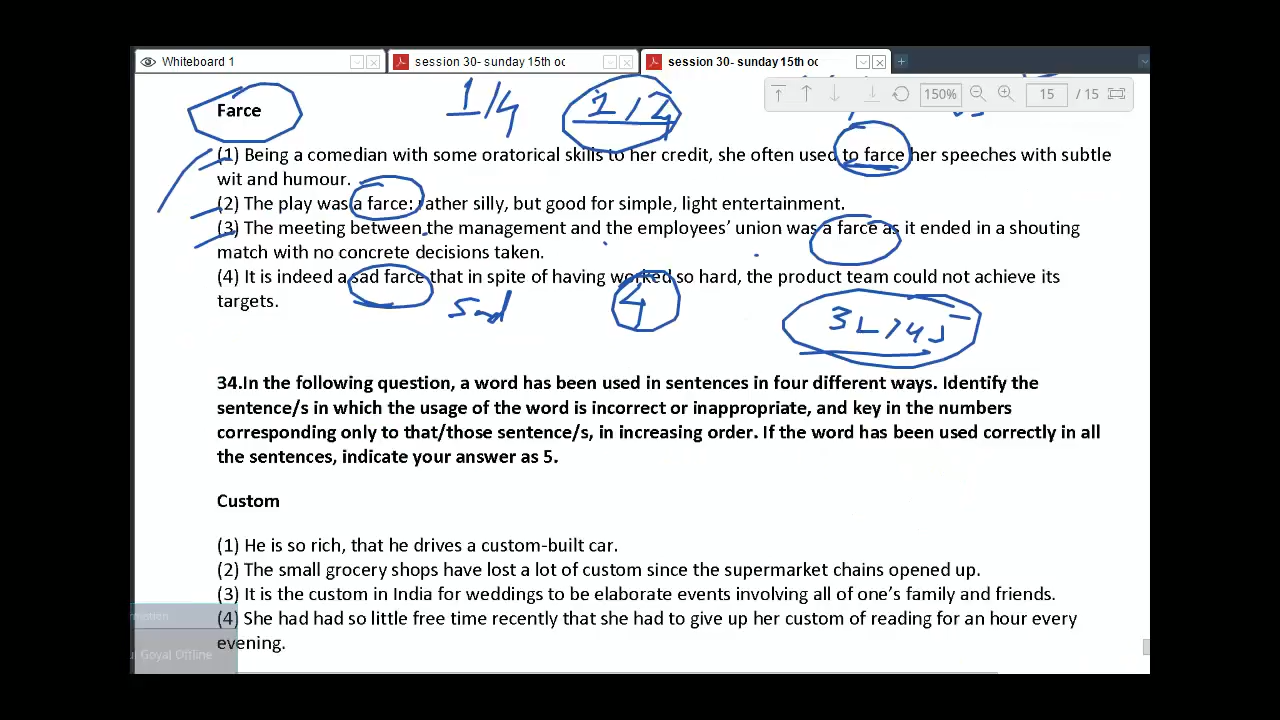 Whiteboard 1
session 30- sunday 15th oc
session 30- sunday 15th oc
150%
15 / 15
Farce
1/4
(1) Being a comedian with some oratorical skills to her credit, she often used to farce her speeches with subtle
wit and humour.
(2) The play was a farce: rather silly, but good for simple, light entertainment.
(3) The meeting between the management and the employees' union was a farce as it ended in a shouting
match with no concrete decisions taken.
(4) It is indeed a sad farce that in spite of having worked so hard, the product team could not achieve its
targets.
Sad
4
34.In the following question, a word has been used in sentences in four different ways. Identify the
sentence/s in which the usage of the word is incorrect or inappropriate, and key in the numbers
corresponding only to that/those sentence/s, in increasing order. If the word has been used correctly in all
the sentences, indicate your answer as 5.
Custom
(1) He is so rich, that he drives a custom-built car.
(2) The small grocery shops have lost a lot of custom since the supermarket chains opened up.
(3) It is the custom in India for weddings to be elaborate events involving all of one's family and friends.
(4) She had had so little free time recently that she had to give up her custom of reading for an hour every
evening.
Goyal Offline